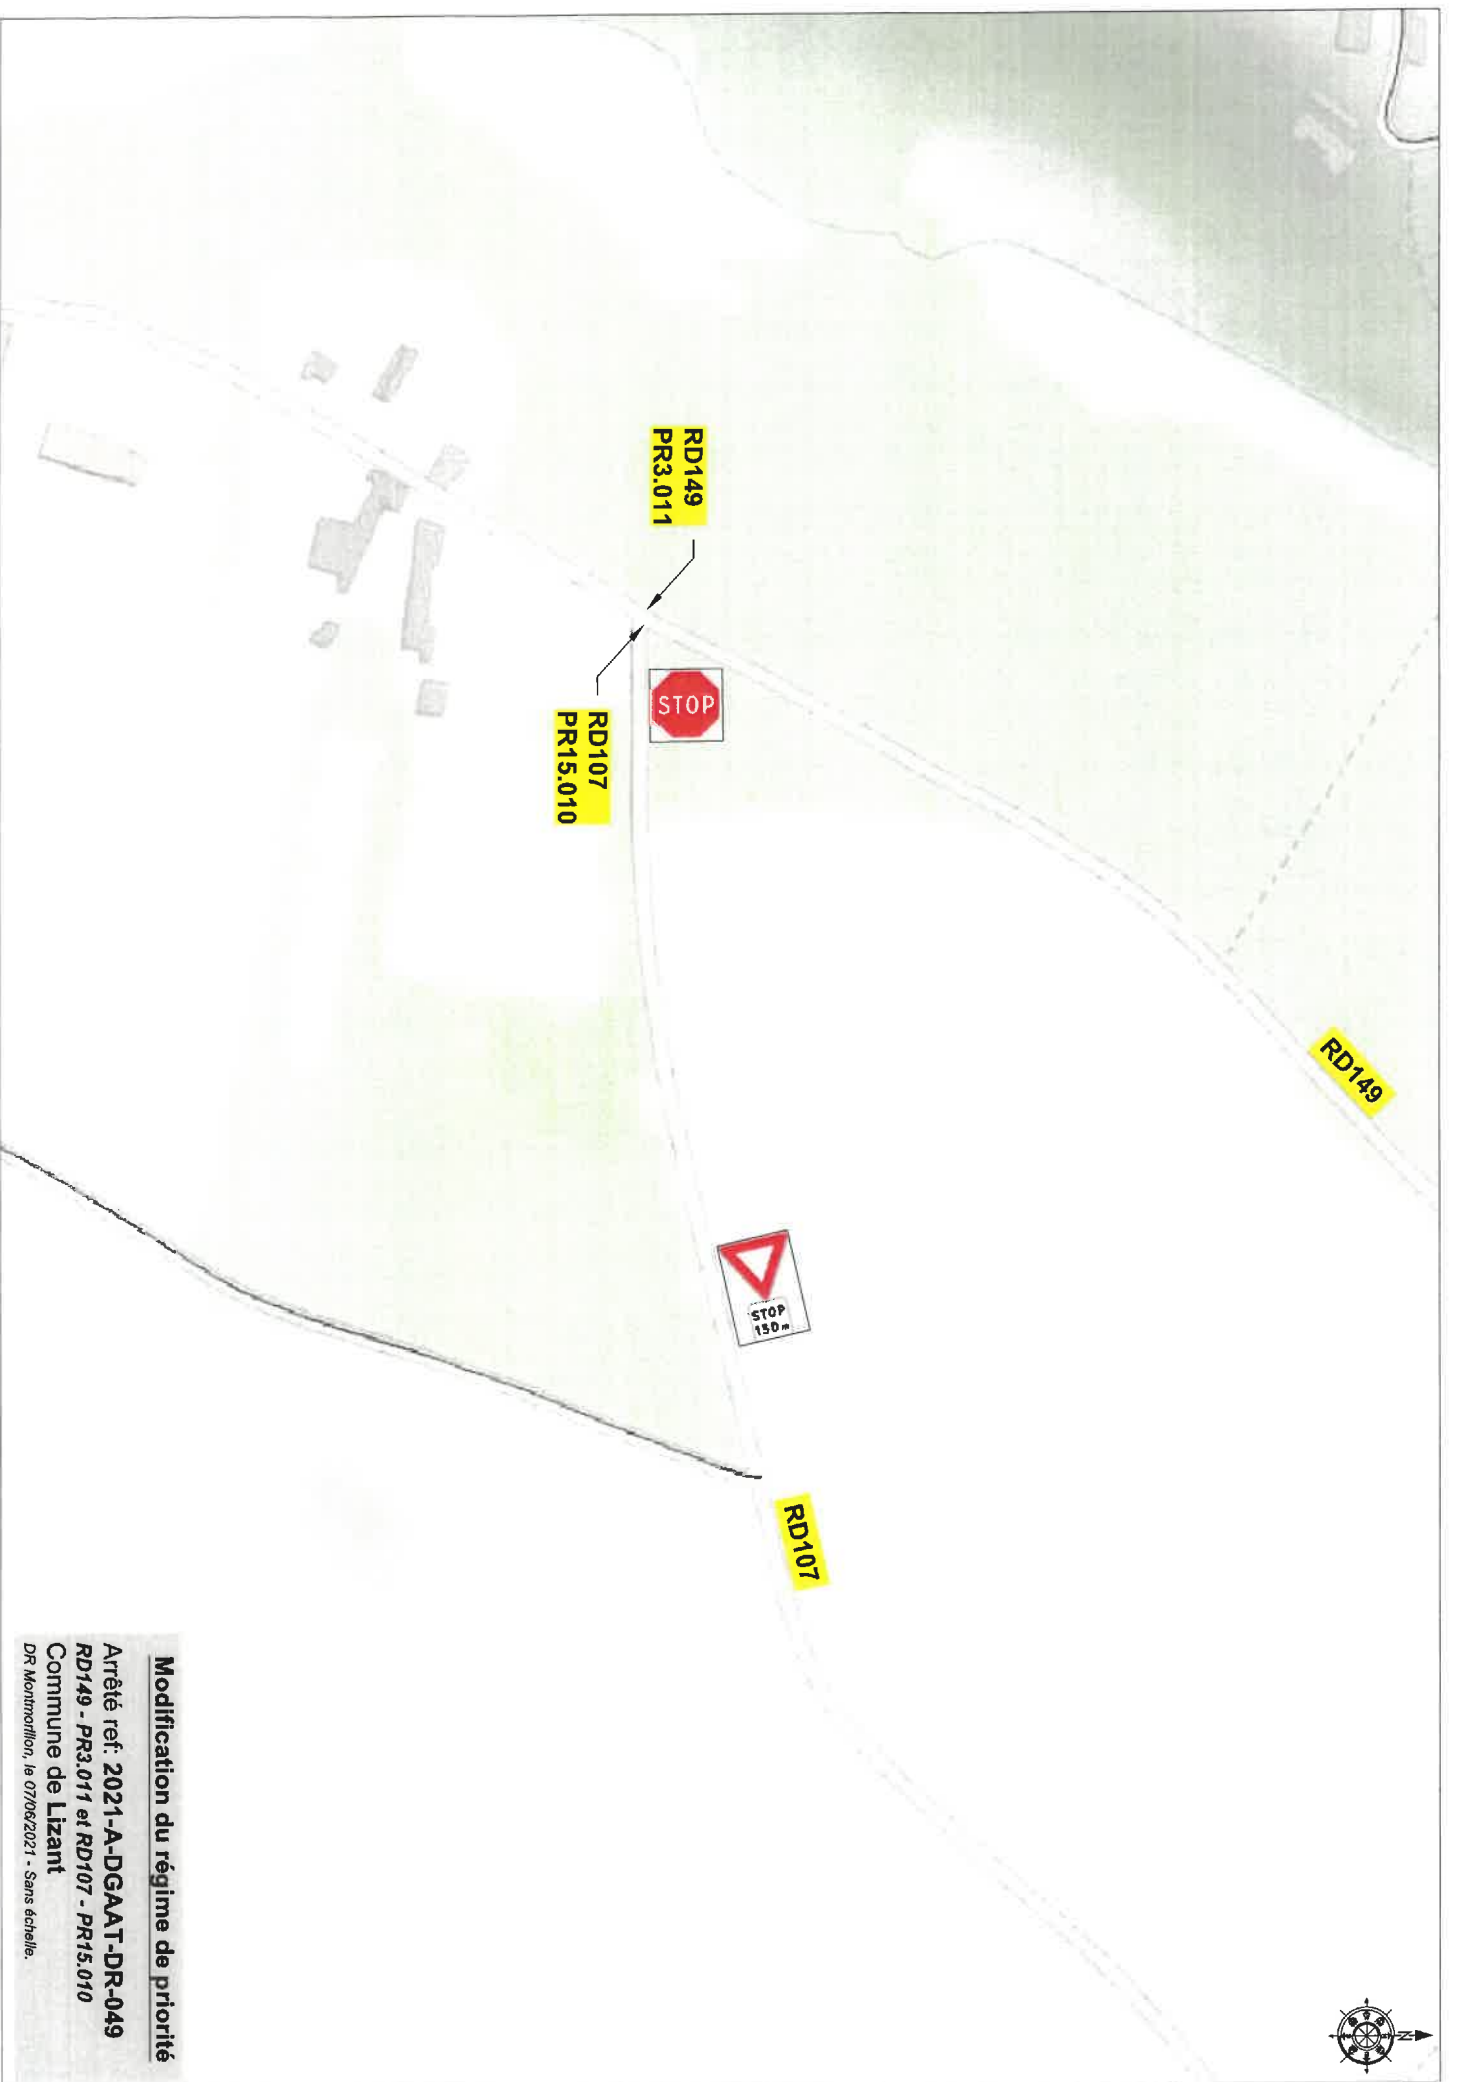 RD149
PR3.011
STOP
RD107
PR15.010
RD149
STOP
150m
RD107
N
Modification du régime de priorité
Arrêté ref: 2021-A-DGAAT-DR-049
RD149 - PR3.011 et RD107 - PR15.010
Commune de Lizant
DR Montmorillon, le 07/06/2021 - Sans échelle.